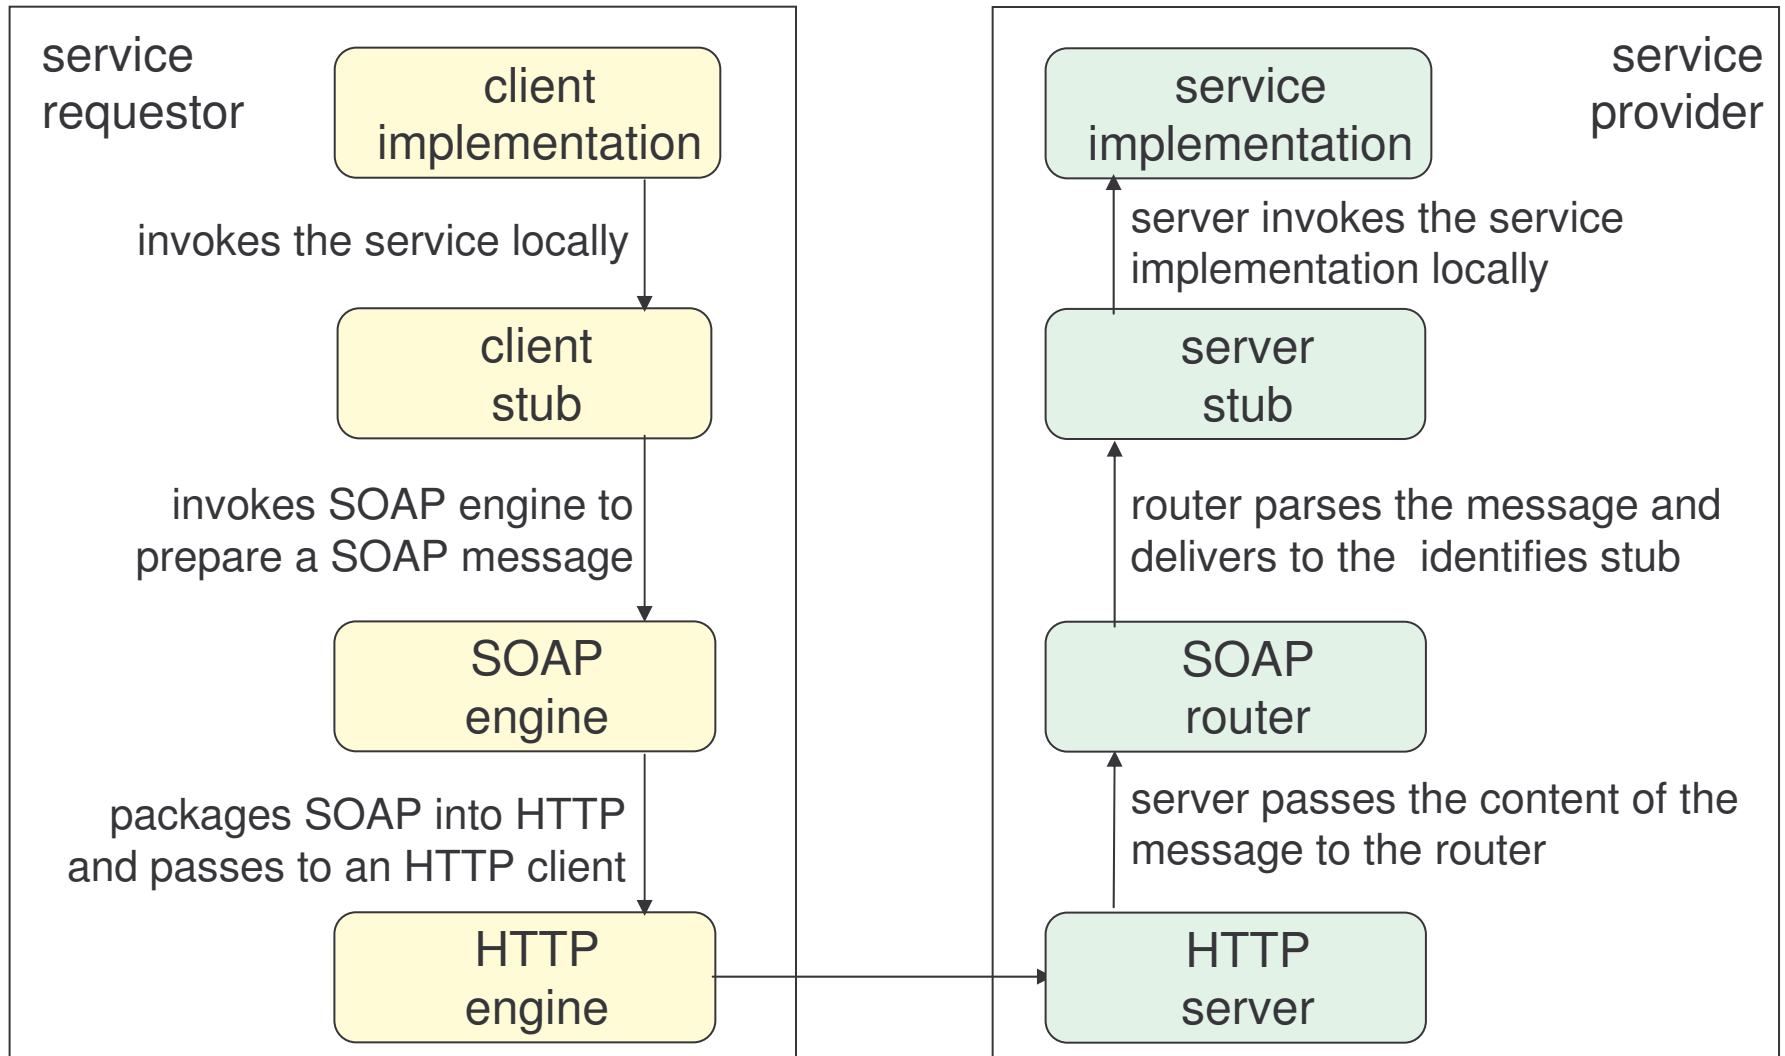 service
requestor
client
implementation
invokes the service locally
client
stub
invokes SOAP engine to
prepare a SOAP message
SOAP
engine
packages SOAP into HTTP
and passes to an HTTP client
HTTP
engine
service
provider
service
implementation
server invokes the service
implementation locally
server
stub
router parses the message and
delivers to the  identifies stub
SOAP
router
server passes the content of the
message to the router
HTTP
server